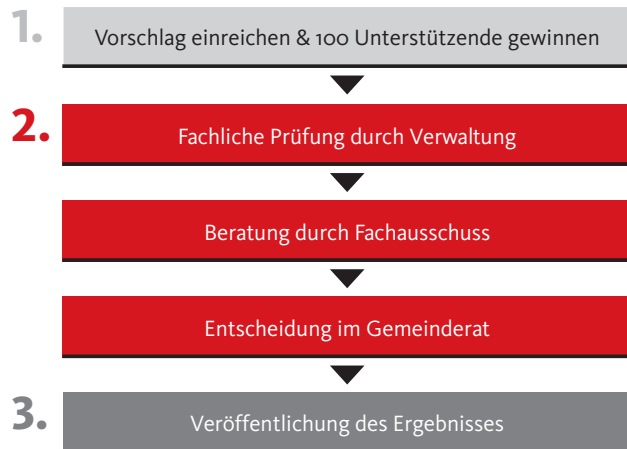 1. Vorschlag einreichen & 100 Unterstützende gewinnen
2. Fachliche Prüfung durch Verwaltung
Beratung durch Fachausschuss
Entscheidung im Gemeinderat
3. Veröffentlichung des Ergebnisses